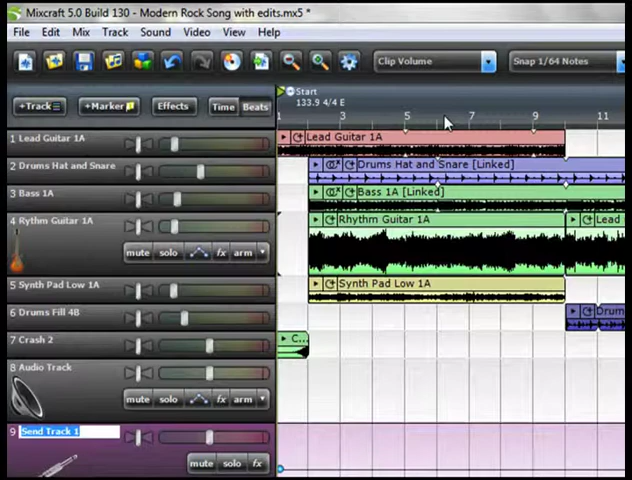 Mixcraft 5.0 Build 130 - Modern Rock Song with edits.mx5 *
File Edit Mix Track Sound Video View Help
Clip Volume Snap 1/64 Notes
+Track +Marker Effects Time Beats
Start
133.9 4/4 E
1 3 5 7 9 11
1 Lead Guitar 1A Lead Guitar 1A
2 Drums Hat and Snare Drums Hat and Snare [Linked]
3 Bass 1A Bass 1A [Linked]
4 Rythm Guitar 1A Rhythm Guitar 1A Lead
mute solo fx arm
5 Synth Pad Low 1A Synth Pad Low 1A
6 Drums Fill 4B Drum
7 Crash 2 C...
8 Audio Track
mute solo fx arm
9 Send Track 1
mute solo fx